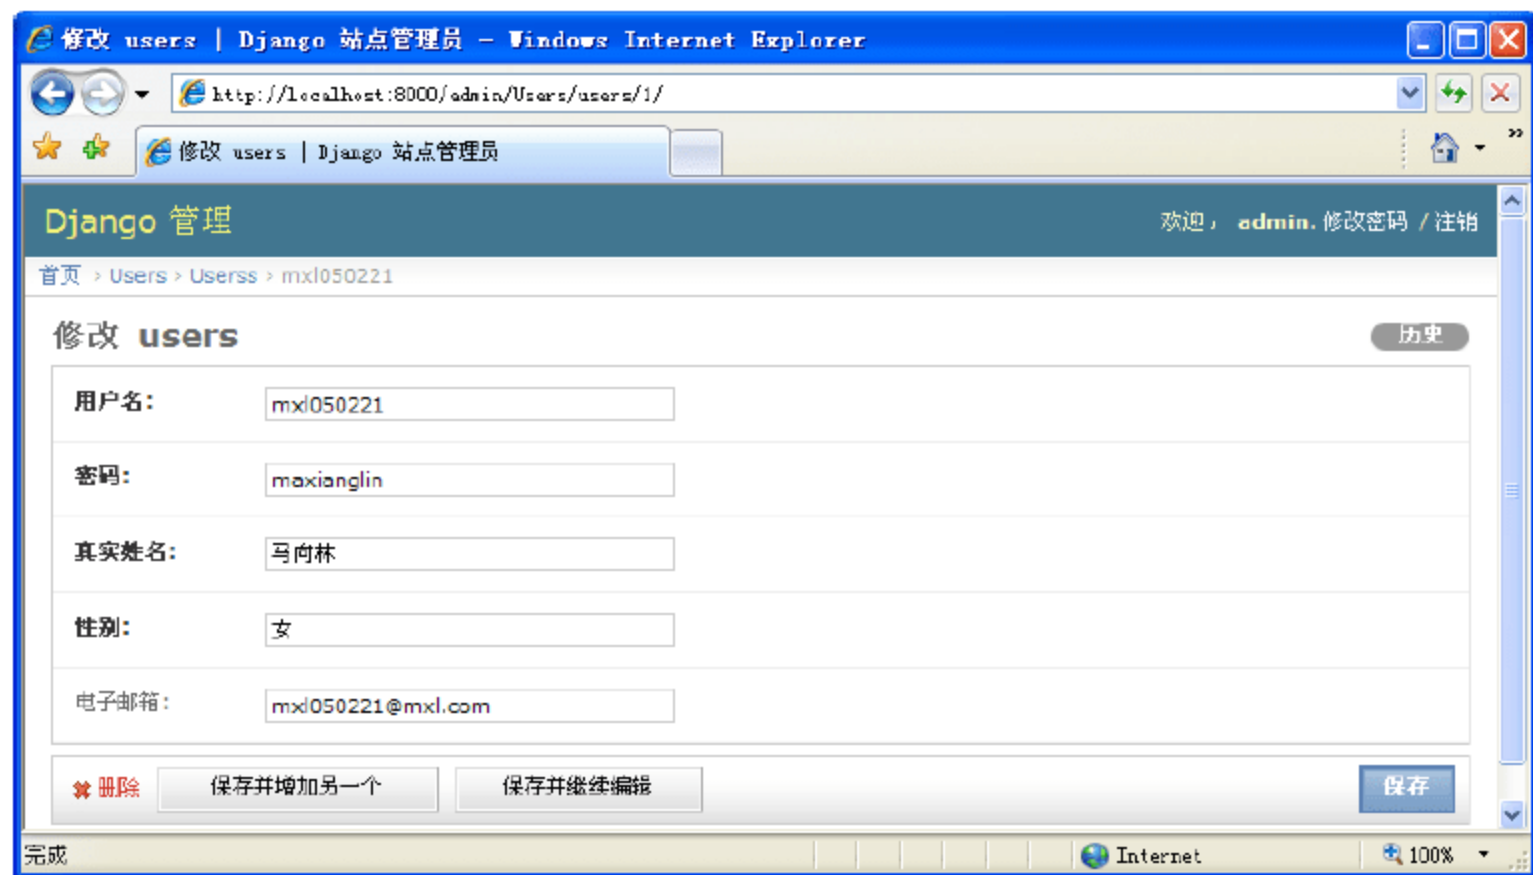 修改 users | Django 站点管理员 - Windows Internet Explorer
http://localhost:8000/admin/Users/users/1/
修改 users | Django 站点管理员
»
Django 管理
欢迎， admin. 修改密码 / 注销
首页 › Users › Userss › mxl050221
修改 users
历史
用户名: mxl050221
密码: maxianglin
真实姓名: 马向林
性别: 女
电子邮箱: mxl050221@mxl.com
删除 保存并增加另一个 保存并继续编辑 保存
完成 Internet 100%